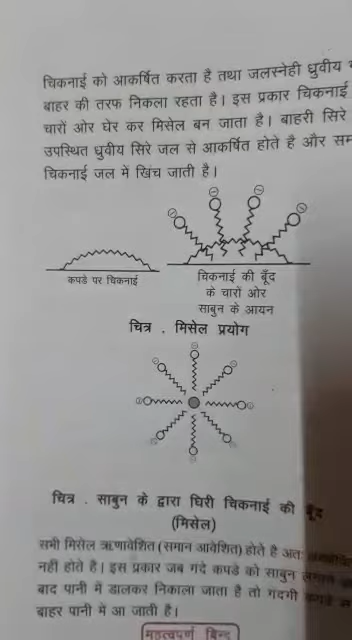 चिकनाई को आकर्षित करता है तथा जलस्नेही ध्रुवीय
बाहर की तरफ निकला रहता है। इस प्रकार चिकनाई
चारों ओर घेर कर मिसेल बन जाता है। बाहरी सिरे
उपस्थित ध्रुवीय सिरे जल से आकर्षित होते है और
चिकनाई जल में खिंच जाती है।
कपडे पर चिकनाई
चिकनाई की बूँद
के चारों ओर
साबुन के आयन
चित्र . मिसेल प्रयोग
चित्र . साबुन के द्वारा घिरी चिकनाई की बूँद
(मिसेल)
सभी मिसेल ऋणावेशित (समान आवेशित) होते है अतः
नहीं होते है। इस प्रकार जब गंदे कपडे को साबुन लगाने
बाद पानी में डालकर निकाला जाता है तो गंदगी कपडे से
बाहर पानी में आ जाती है।
महत्वपूर्ण बिन्दु